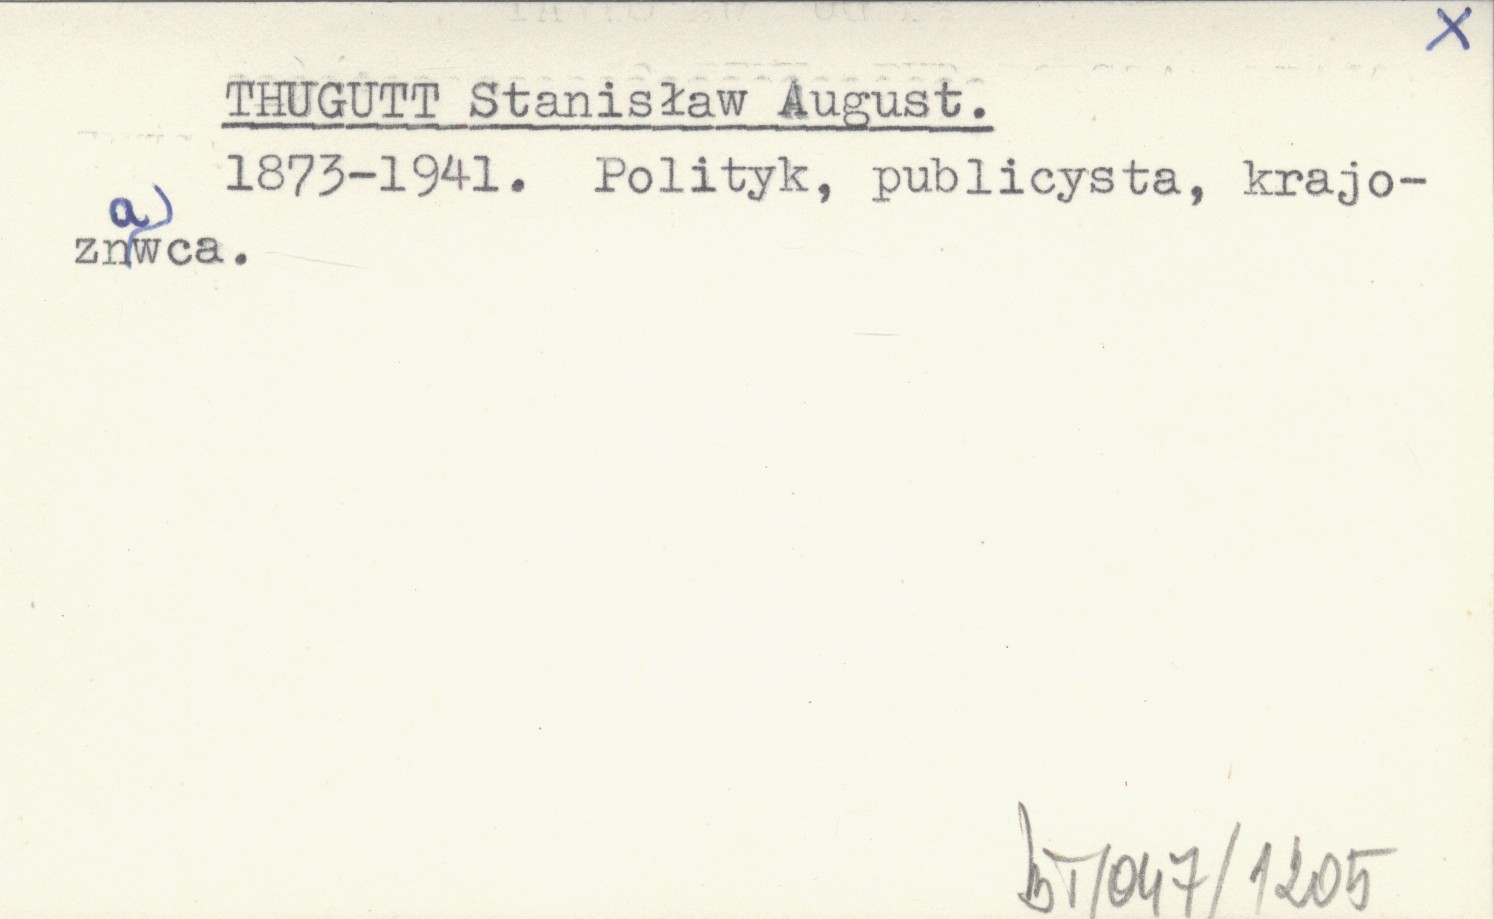 X
THUGUTT Stanisław August.
1873-1941. Polityk, publicysta, krajo-
a)
znwca.
BT/047/1205